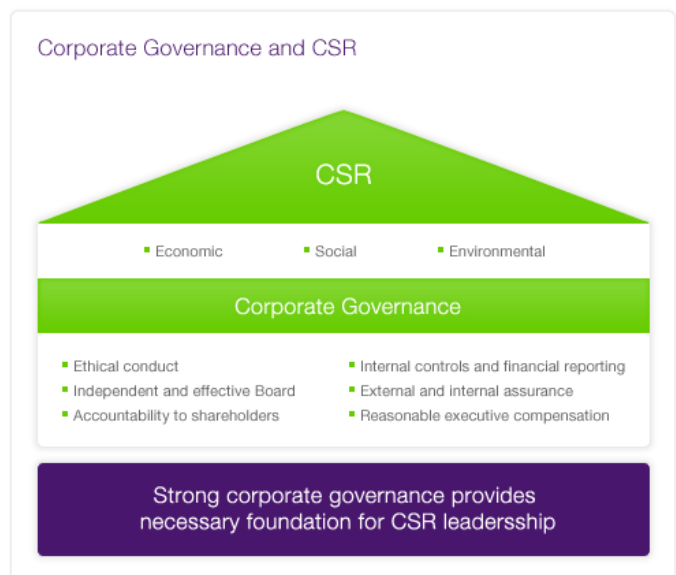 Corporate Governance and CSR
CSR
Economic
Social
Environmental
Corporate Governance
Ethical conduct
Independent and effective Board
Accountability to shareholders
Internal controls and financial reporting
External and internal assurance
Reasonable executive compensation
Strong corporate governance provides
necessary foundation for CSR leadersship